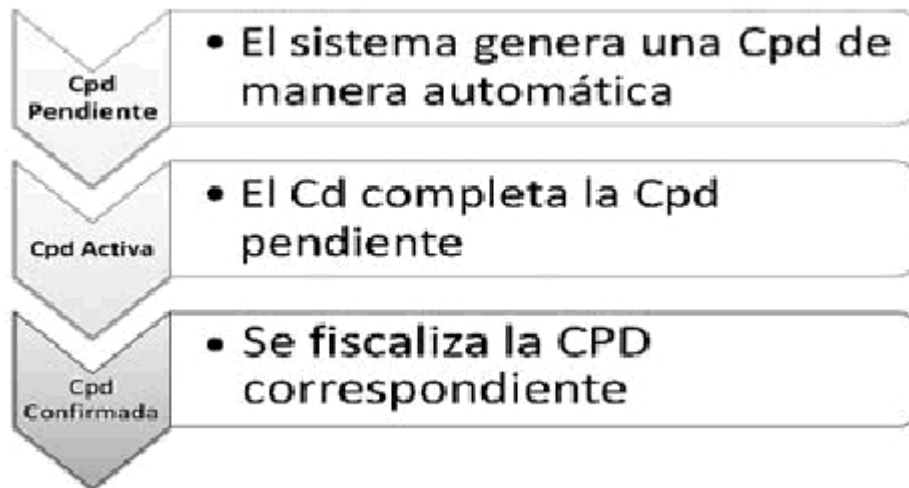 Cpd
Pendiente
• El sistema genera una Cpd de
manera automática
Cpd Activa
• El Cd completa la Cpd
pendiente
Cpd
Confirmada
• Se fiscaliza la CPD
correspondiente